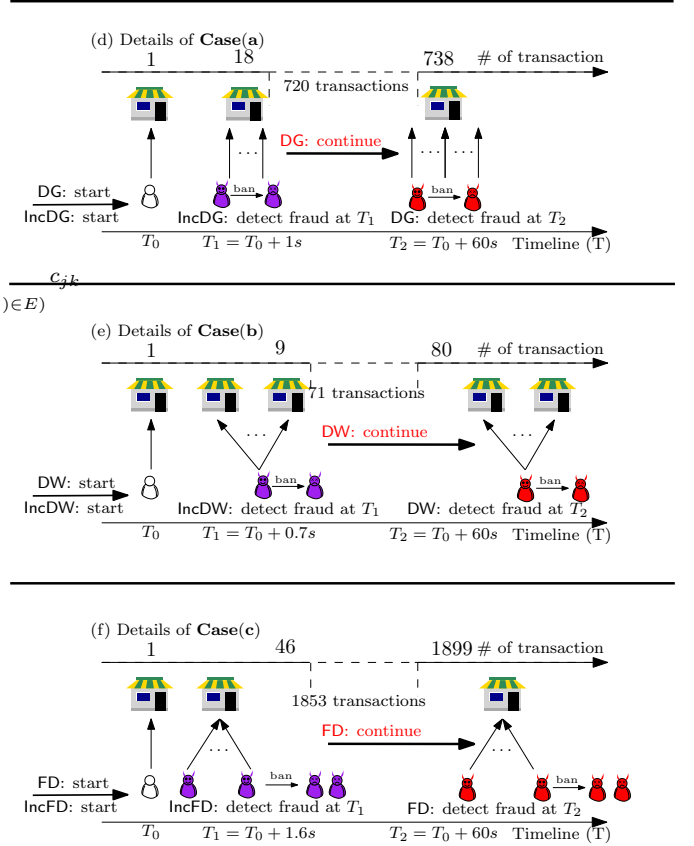 (d) Details of Case(a)
1 18 738 # of transaction
720 transactions
...
DG: continue
... ...
ban ban
DG: start
IncDG: start
IncDG: detect fraud at T₁ DG: detect fraud at T₂
T₀ T₁ = T₀ + 1s T₂ = T₀ + 60s Timeline (T)
c_{jk}
)∈E)
(e) Details of Case(b)
1 9 80 # of transaction
71 transactions
DW: continue
... ...
ban ban
DW: start
IncDW: start
IncDW: detect fraud at T₁ DW: detect fraud at T₂
T₀ T₁ = T₀ + 0.7s T₂ = T₀ + 60s Timeline (T)
(f) Details of Case(c)
1 46 1899 # of transaction
1853 transactions
FD: continue
... ...
ban ban
FD: start
IncFD: start
IncFD: detect fraud at T₁ FD: detect fraud at T₂
T₀ T₁ = T₀ + 1.6s T₂ = T₀ + 60s Timeline (T)